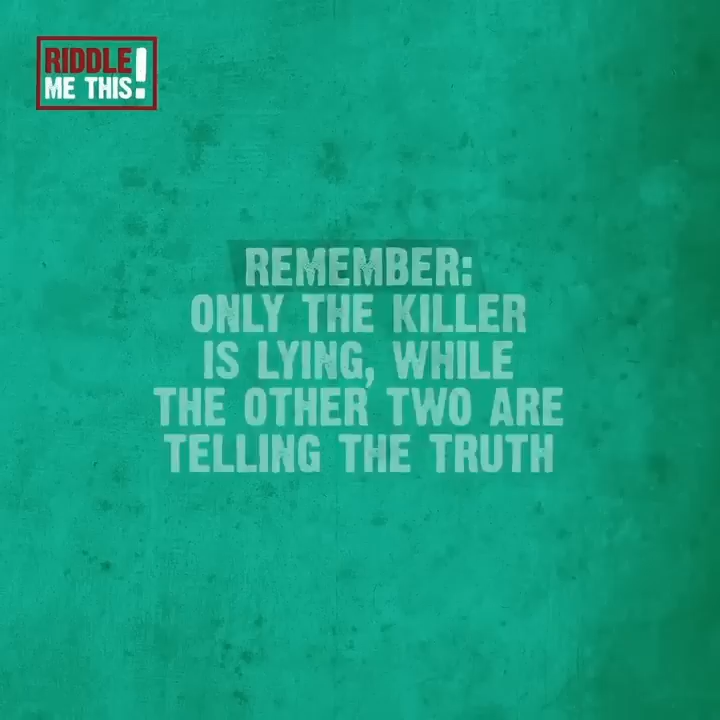 RIDDLE
ME THIS!
REMEMBER:
ONLY THE KILLER
IS LYING, WHILE
THE OTHER TWO ARE
TELLING THE TRUTH